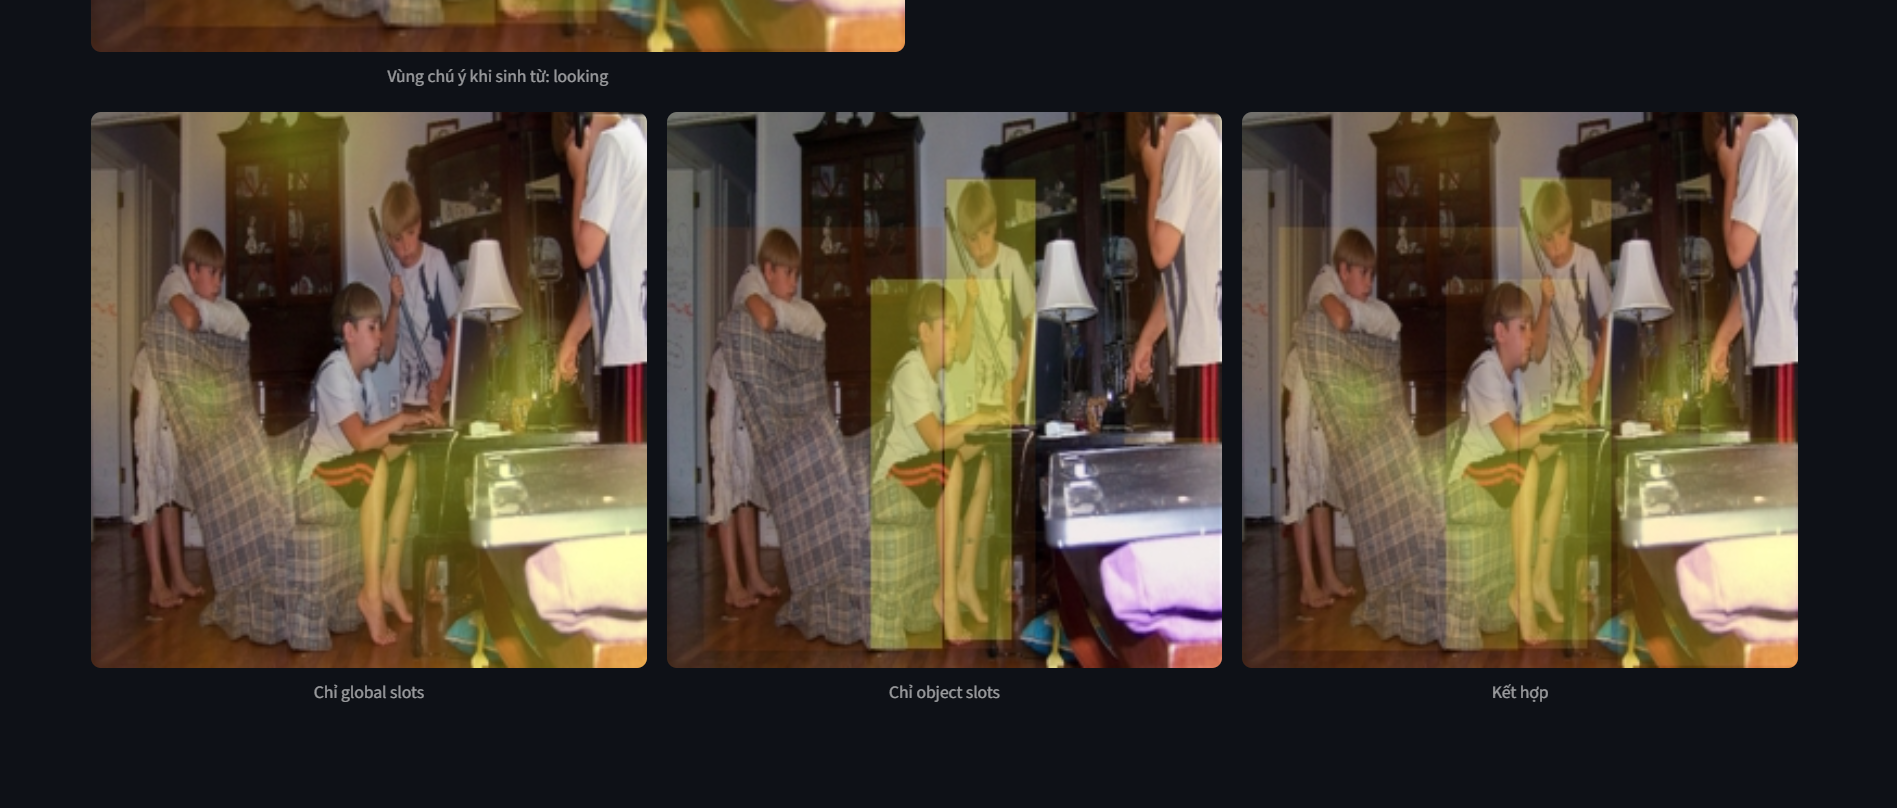 Vùng chú ý khi sinh từ: looking
Chỉ global slots
Chỉ object slots
Kết hợp